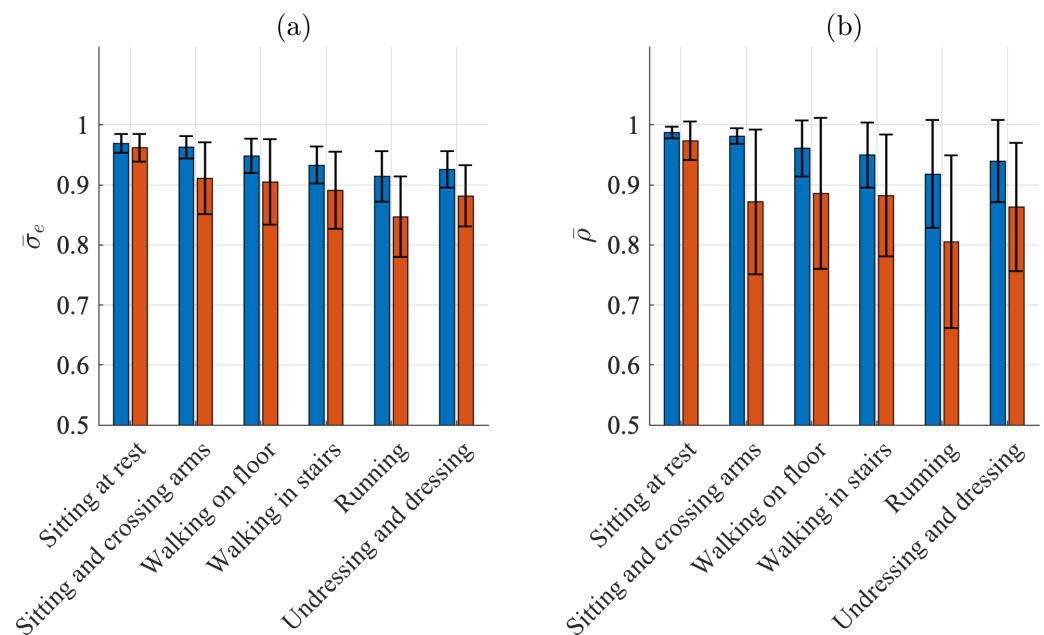 (a)
1
0.9
0.8
0.7
0.6
0.5
σ̄ₑ
Sitting at rest
Sitting and crossing arms
Walking on floor
Walking in stairs
Running
Undressing and dressing
(b)
1
0.9
0.8
0.7
0.6
0.5
ρ̄
Sitting at rest
Sitting and crossing arms
Walking on floor
Walking in stairs
Running
Undressing and dressing